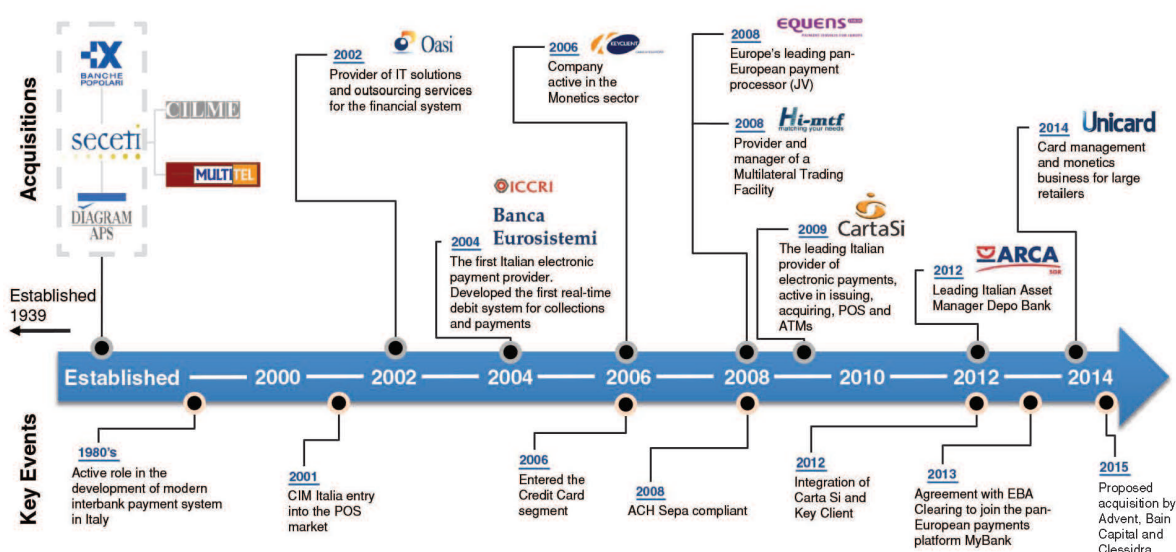 Acquisitions
BANCHE
POPOLARI
seceti
CILME
MULTITEL
DIAGRAM
APS
Established
1939
2002
Oasi
Provider of IT solutions
and outsourcing services
for the financial system
ICCRI
Banca
Eurosistemi
2004
The first Italian electronic
payment provider.
Developed the first real-time
debit system for collections
and payments
2006
KEYCLIENT
Company
active in the
Monetics sector
EQUENS
2008
Europe's leading pan-
European payment
processor (JV)
2008
Hi-mtf
matching your needs
Provider and
manager of a
Multilateral Trading
Facility
2009
CartaSi
The leading Italian
provider of
electronic payments,
active in issuing,
acquiring, POS and
ATMs
2012
ARCA
SGR
Leading Italian Asset
Manager Depo Bank
2014
Unicard
Card management
and monetics
business for large
retailers
Established 2000 2002 2004 2006 2008 2010 2012 2014
Key Events
1980's
Active role in the
development of modern
interbank payment system
in Italy
2001
CIM Italia entry
into the POS
market
2006
Entered the
Credit Card
segment
2008
ACH Sepa compliant
2012
Integration of
Carta Si and
Key Client
2013
Agreement with EBA
Clearing to join the pan-
European payments
platform MyBank
2015
Proposed
acquisition by
Advent, Bain
Capital and
Clessidra